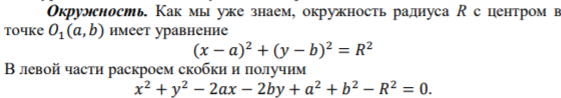 Окружность. Как мы уже знаем, окружность радиуса R с центром в
точке O₁(a, b) имеет уравнение
(x − a)² + (y − b)² = R²
В левой части раскроем скобки и получим
x² + y² − 2ax − 2by + a² + b² − R² = 0.